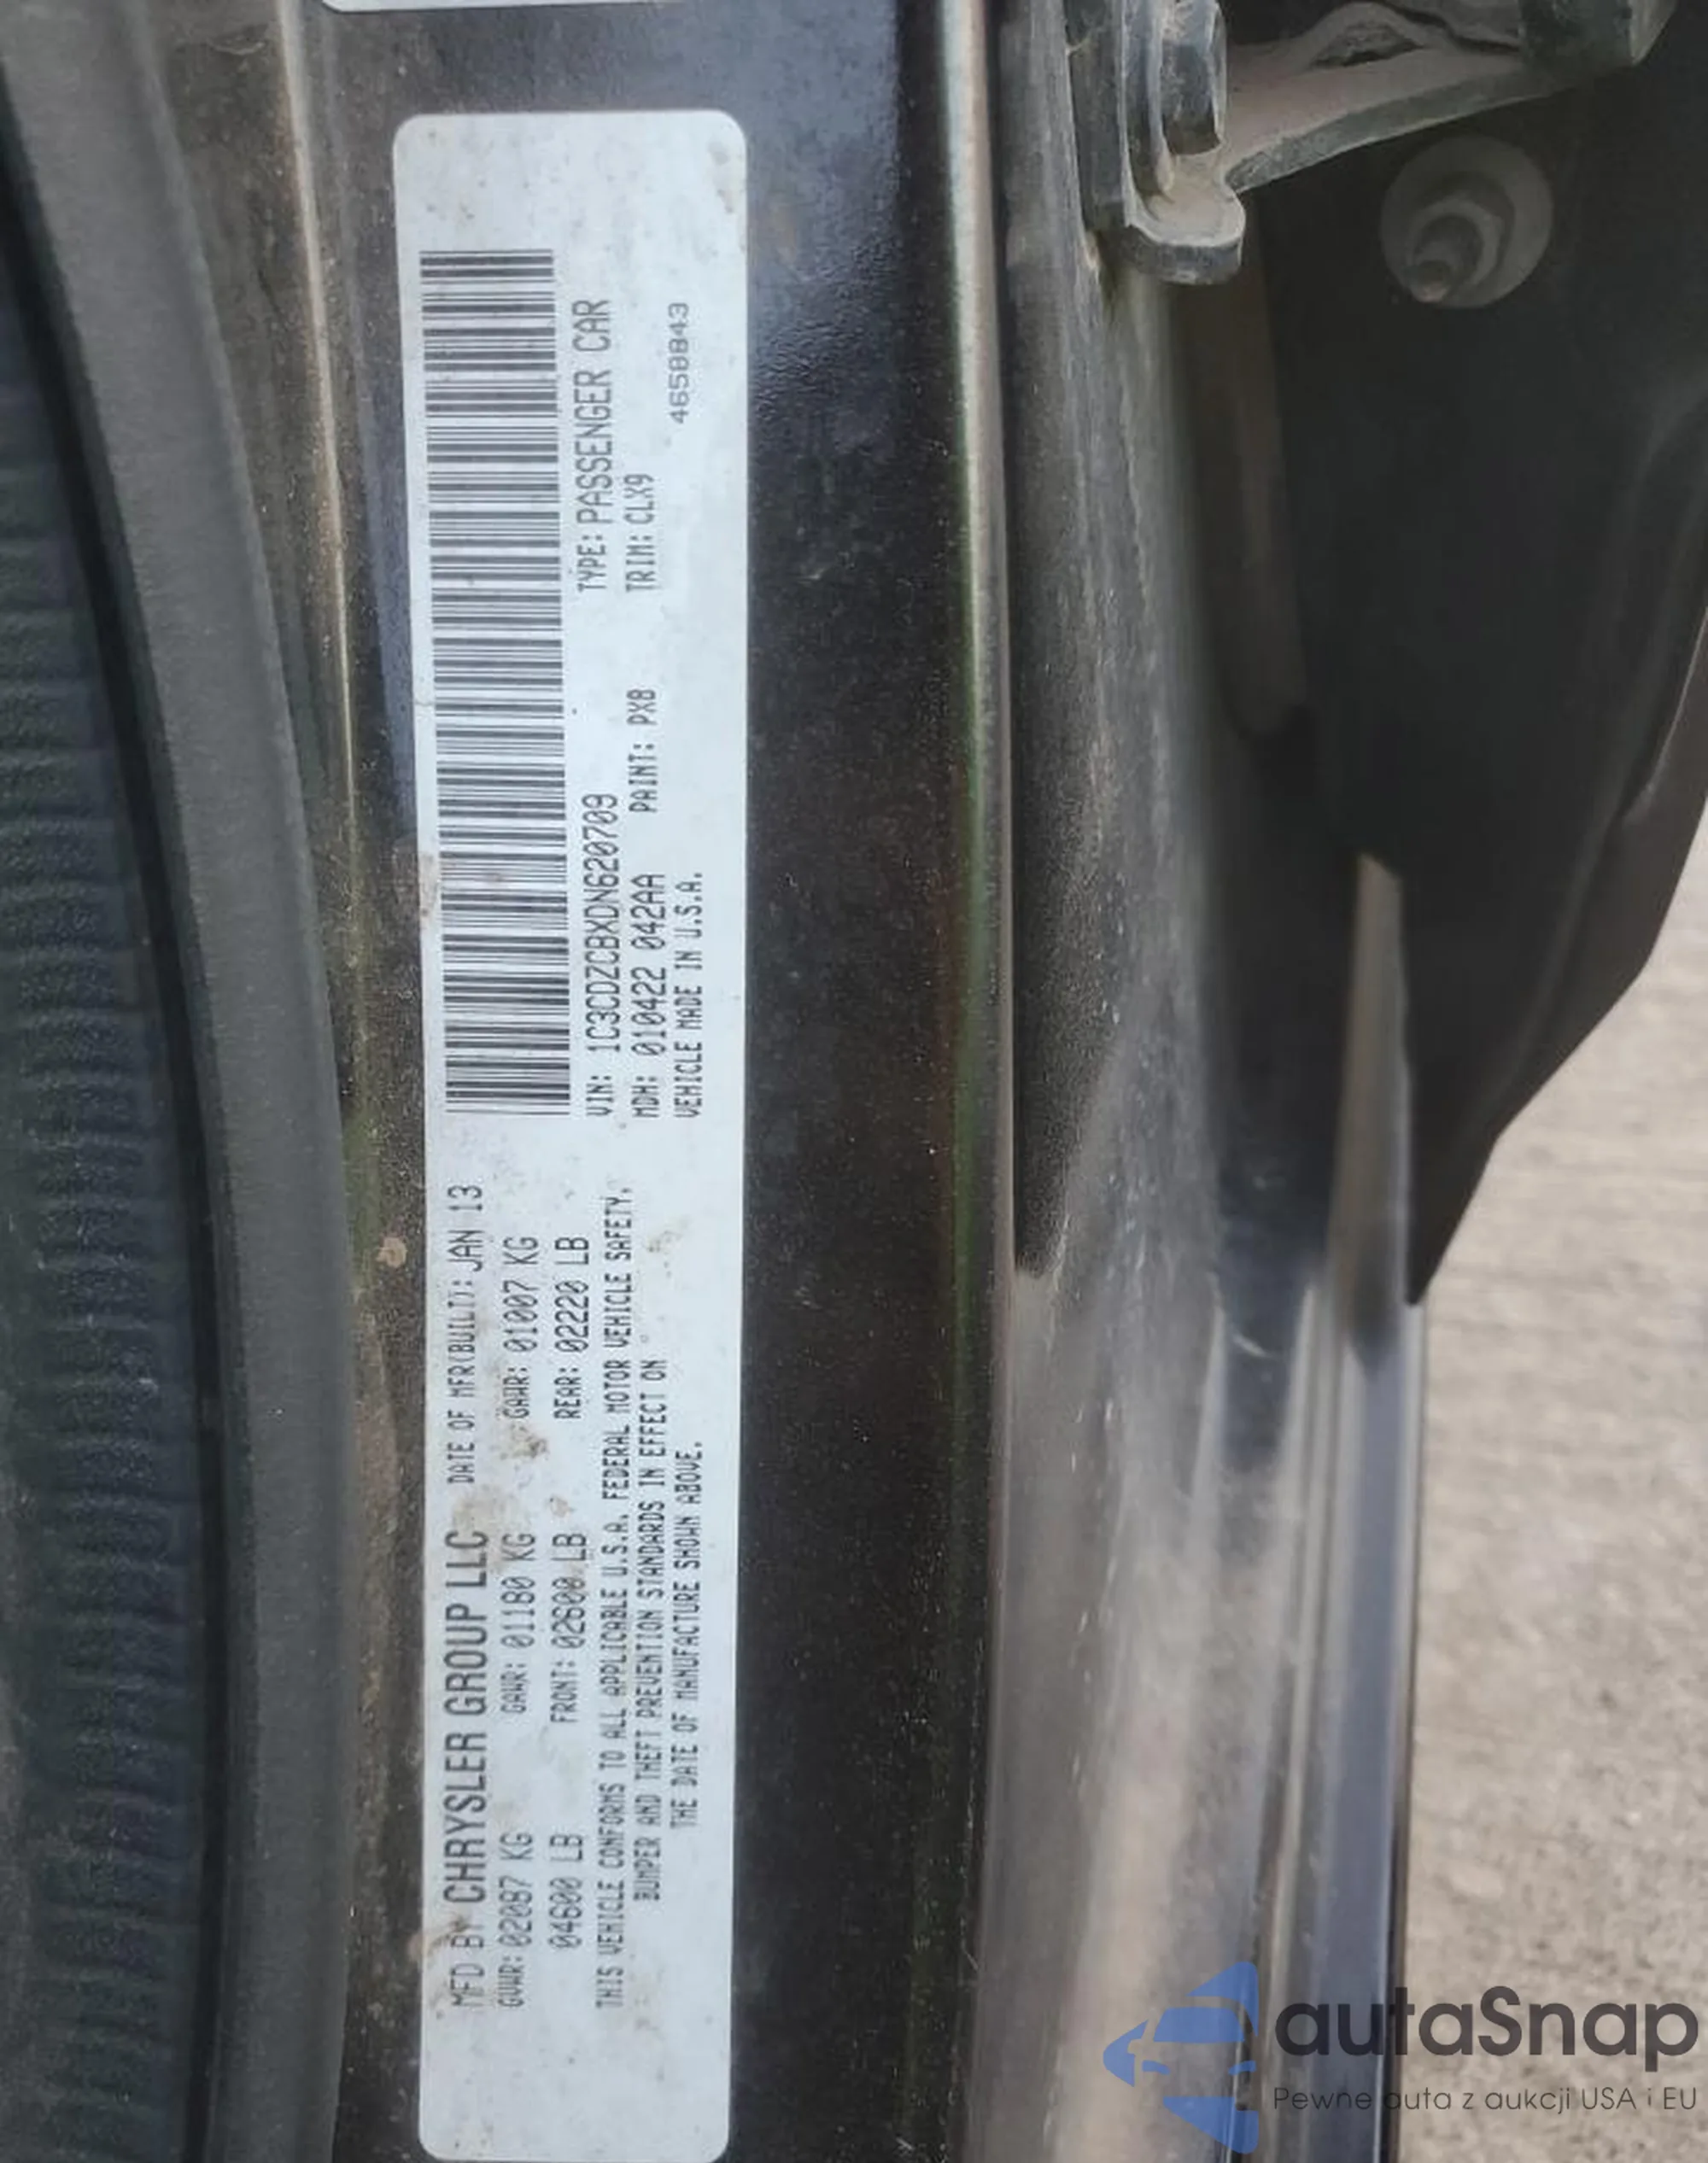 MFD BY CHRYSLER GROUP LLC DATE OF MFR(BUILT): JAN 13
GVWR: 02087 KG GAWR: 01180 KG GAWR: 01007 KG
04600 LB FRONT: 02600 LB REAR: 02220 LB
THIS VEHICLE CONFORMS TO ALL APPLICABLE U.S.A. FEDERAL MOTOR VEHICLE SAFETY,
BUMPER AND THEFT PREVENTION STANDARDS IN EFFECT ON
THE DATE OF MANUFACTURE SHOWN ABOVE.
VIN: 1C3CDZCBXDN620709 TYPE: PASSENGER CAR
MDH: 010422 042AA PAINT: PX8 TRIM: CLX9
VEHICLE MADE IN U.S.A. 4658843
autaSnap
Pewne auta z aukcji USA i EU